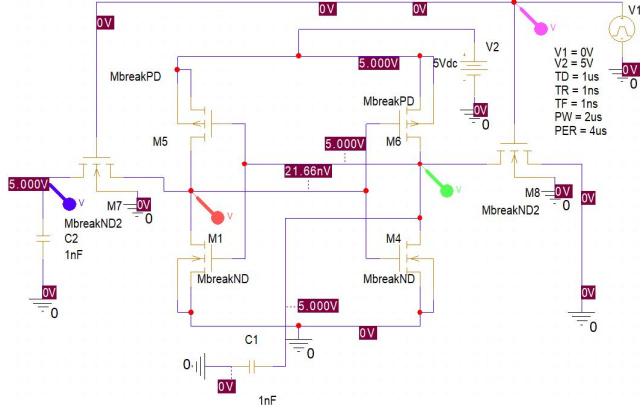 0V
0V
0V
V1
V
V2
5Vdc
5.000V
0V
0
V1 = 0V
V2 = 5V
TD = 1us
TR = 1ns
TF = 1ns
PW = 2us
PER = 4us
MbreakPD
MbreakPD
0V
0
M5
M6
5.000V
21.66nV
5.000V
V
M7
0V
0
V
V
M8
0V
0
0V
MbreakND2
MbreakND2
C2
1nF
M1
MbreakND
M4
MbreakND
0V
0
5.000V
0V
0
0
C1
0
0V
1nF